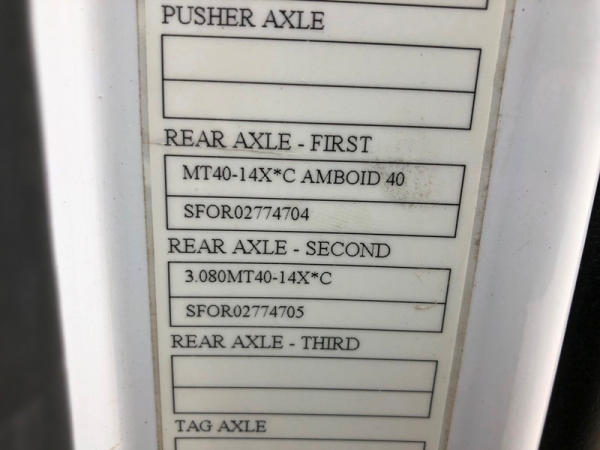 PUSHER AXLE
REAR AXLE - FIRST
MT40-14X*C AMBOID 40
SFOR02774704
REAR AXLE - SECOND
3.080MT40-14X*C
SFOR02774705
REAR AXLE - THIRD
TAG AXLE